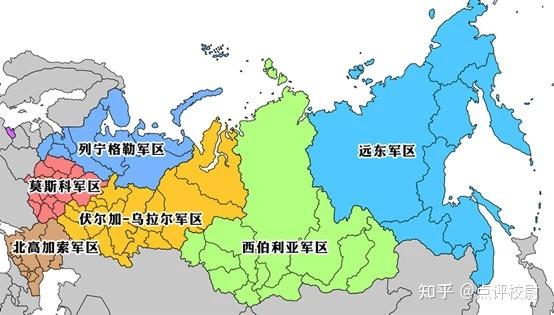 列宁格勒军区
远东军区
莫斯科军区
伏尔加-乌拉尔军区
北高加索军区
西伯利亚军区
知乎 @点评校尉